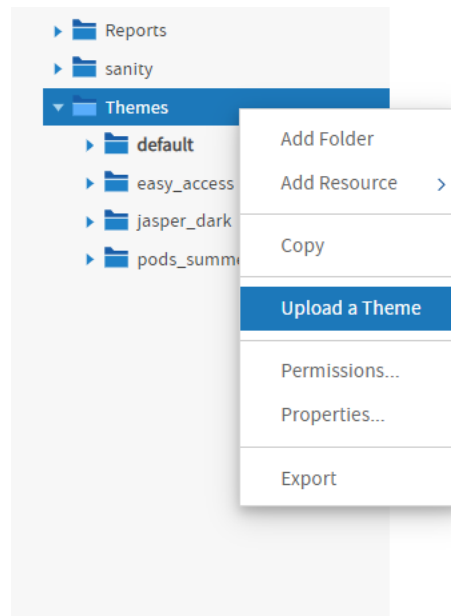 Reports
sanity
Themes
default
easy_access
jasper_dark
Add Folder
Add Resource
Copy
Upload a Theme
Permissions...
Properties...
Export